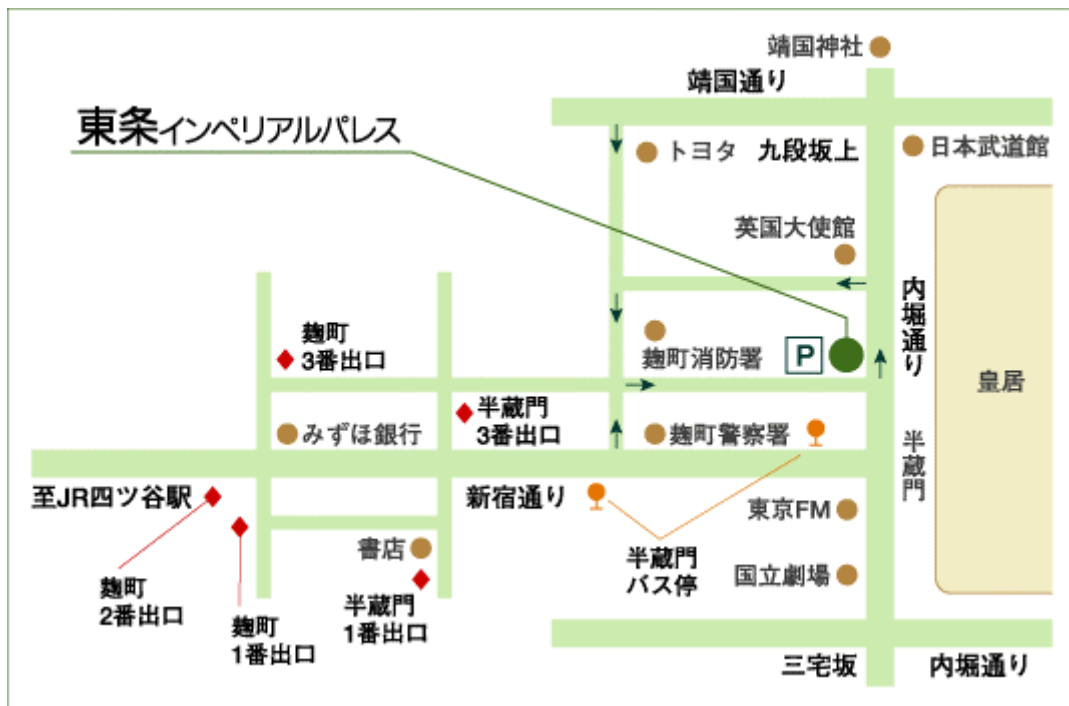 靖国神社
靖国通り
東条インペリアルパレス
トヨタ
九段坂上
日本武道館
英国大使館
内堀通り
麹町
3番出口
麹町消防署
P
皇居
みずほ銀行
半蔵門
3番出口
麹町警察署
半蔵門
至JR四ツ谷駅
新宿通り
東京FM
書店
半蔵門
バス停
国立劇場
麹町
2番出口
麹町
1番出口
半蔵門
1番出口
三宅坂
内堀通り